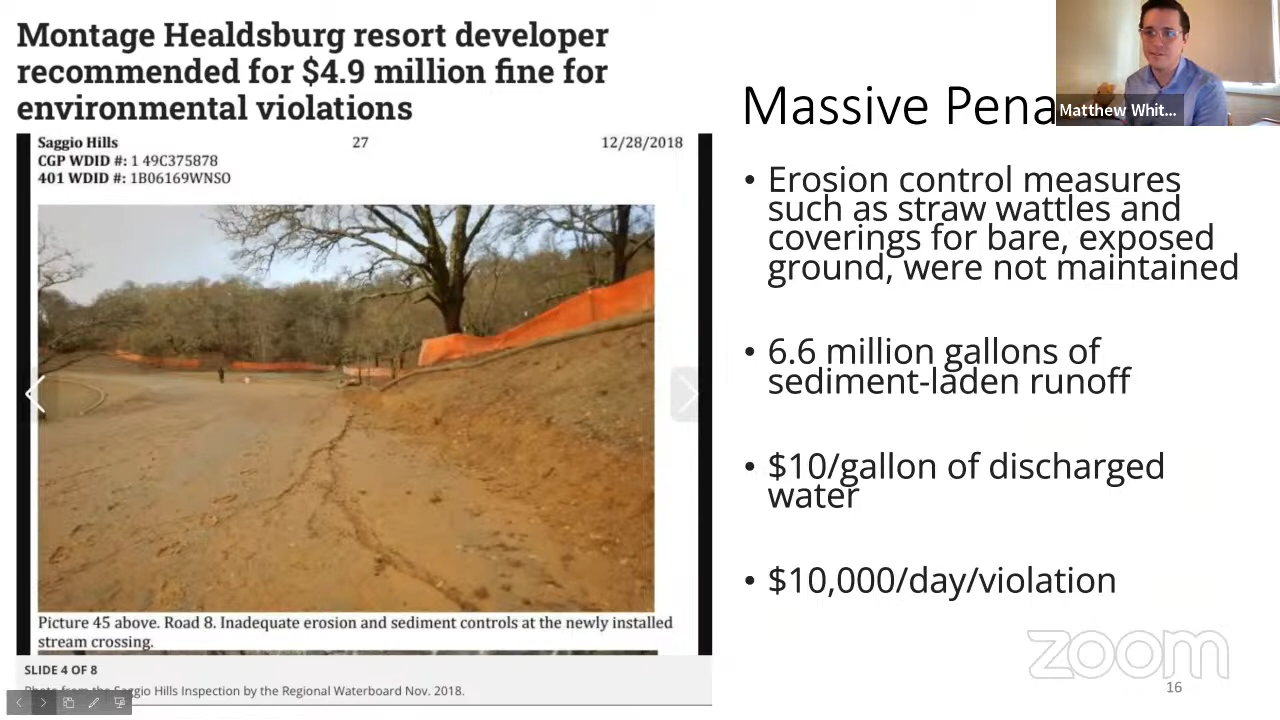 Montage Healdsburg resort developer
recommended for $4.9 million fine for
environmental violations
Saggio Hills 27 12/28/2018
CGP WDID #: 1 49C375878
401 WDID #: 1B06169WNSO
Picture 45 above. Road 8. Inadequate erosion and sediment controls at the newly installed
stream crossing.
SLIDE 4 OF 8
Saggio Hills Inspection by the Regional Waterboard Nov. 2018.
Massive Pena
Matthew Whit...
• Erosion control measures
such as straw wattles and
coverings for bare, exposed
ground, were not maintained
• 6.6 million gallons of
sediment-laden runoff
• $10/gallon of discharged
water
• $10,000/day/violation
zoom
16